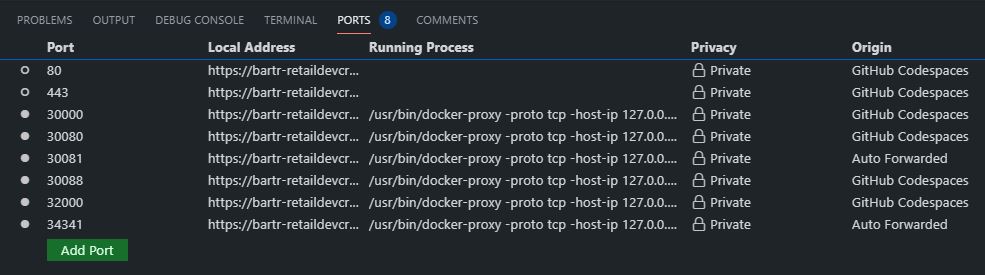 PROBLEMS OUTPUT DEBUG CONSOLE TERMINAL PORTS 8 COMMENTS
Port Local Address Running Process Privacy Origin
80 https://bartr-retaildevcr... Private GitHub Codespaces
443 https://bartr-retaildevcr... Private GitHub Codespaces
30000 https://bartr-retaildevcr... /usr/bin/docker-proxy -proto tcp -host-ip 127.0.0.... Private GitHub Codespaces
30080 https://bartr-retaildevcr... /usr/bin/docker-proxy -proto tcp -host-ip 127.0.0.... Private GitHub Codespaces
30081 https://bartr-retaildevcr... /usr/bin/docker-proxy -proto tcp -host-ip 127.0.0.... Private Auto Forwarded
30088 https://bartr-retaildevcr... /usr/bin/docker-proxy -proto tcp -host-ip 127.0.0.... Private GitHub Codespaces
32000 https://bartr-retaildevcr... /usr/bin/docker-proxy -proto tcp -host-ip 127.0.0.... Private GitHub Codespaces
34341 https://bartr-retaildevcr... /usr/bin/docker-proxy -proto tcp -host-ip 127.0.0.... Private Auto Forwarded
Add Port